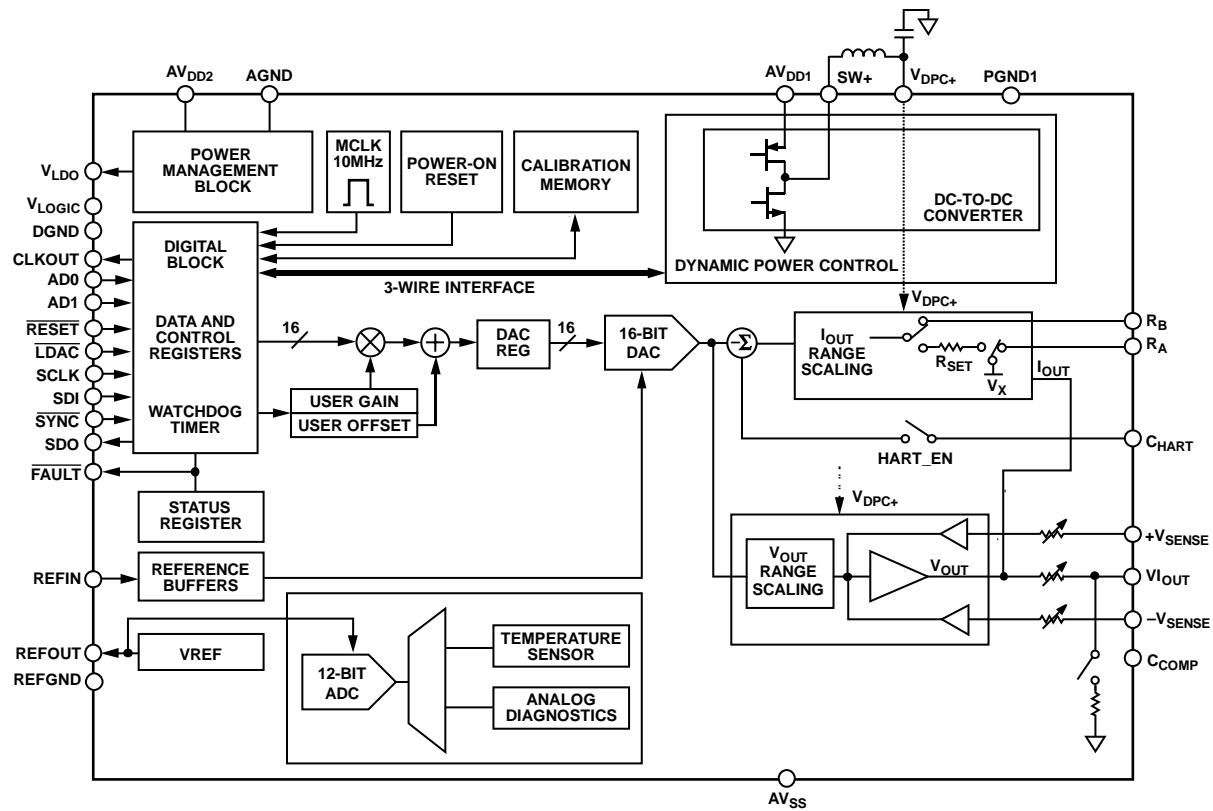 AVDD2
AGND
AVDD1
SW+
VDPC+
PGND1
VLDO
VLOGIC
DGND
CLKOUT
AD0
AD1
RESET
LDAC
SCLK
SDI
SYNC
SDO
FAULT
REFIN
REFOUT
REFGND
POWER
MANAGEMENT
BLOCK
MCLK
10MHz
POWER-ON
RESET
CALIBRATION
MEMORY
DC-TO-DC
CONVERTER
DYNAMIC POWER CONTROL
DIGITAL
BLOCK
DATA AND
CONTROL
REGISTERS
WATCHDOG
TIMER
3-WIRE INTERFACE
16
USER GAIN
USER OFFSET
DAC
REG
16
16-BIT
DAC
–Σ
VDPC+
IOUT
RANGE
SCALING
RSET
VX
IOUT
RB
RA
HART_EN
CHART
STATUS
REGISTER
REFERENCE
BUFFERS
VREF
12-BIT
ADC
TEMPERATURE
SENSOR
ANALOG
DIAGNOSTICS
VDPC+
VOUT
RANGE
SCALING
VOUT
+VSENSE
VIOUT
–VSENSE
CCOMP
AVSS